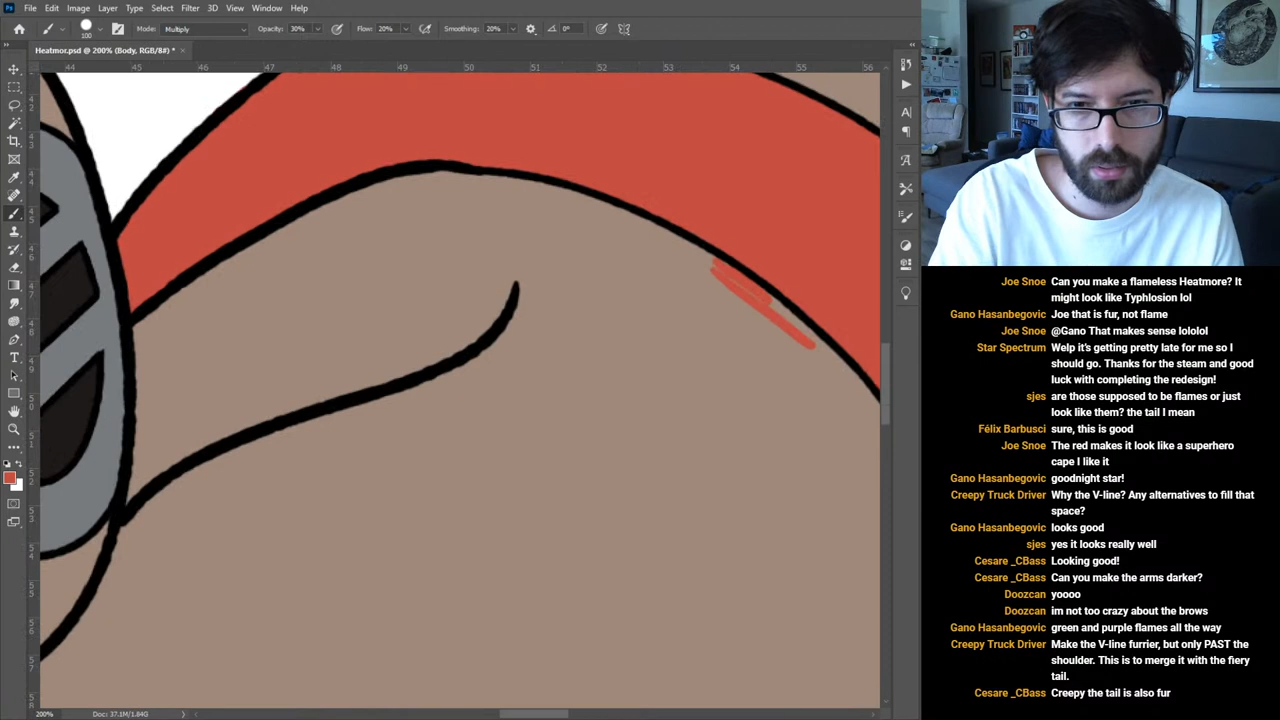 File Edit Image Layer Type Select Filter 3D View Window Help
100 Mode: Multiply Opacity: 30% Flow: 20% Smoothing: 20% 0°
Heatmor.psd @ 200% (Body, RGB/8#) *
44 45 46 47 48 49 50 51 52 53 54 55 56
Joe Snoe Can you make a flameless Heatmore? It
might look like Typhlosion lol
Gano Hasanbegovic Joe that is fur, not flame
Joe Snoe @Gano That makes sense lololol
Star Spectrum Welp it's getting pretty late for me so I
should go. Thanks for the steam and good
luck with completing the redesign!
sjes are those supposed to be flames or just
look like them? the tail I mean
Félix Barbusci sure, this is good
Joe Snoe The red makes it look like a superhero
cape I like it
Gano Hasanbegovic goodnight star!
Creepy Truck Driver Why the V-line? Any alternatives to fill that
space?
Gano Hasanbegovic looks good
sjes yes it looks really well
Cesare _CBass Looking good!
Cesare _CBass Can you make the arms darker?
Doozcan yoooo
Doozcan im not too crazy about the brows
Gano Hasanbegovic green and purple flames all the way
Creepy Truck Driver Make the V-line furrier, but only PAST the
shoulder. This is to merge it with the fiery
tail.
Cesare _CBass Creepy the tail is also fur
200% Doc: 37.1M/1.84G